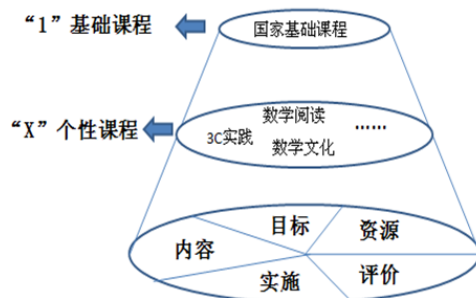 “1”基础课程
国家基础课程
“X”个性课程
数学阅读
3C实践
……
数学文化
目标
资源
内容
实施
评价